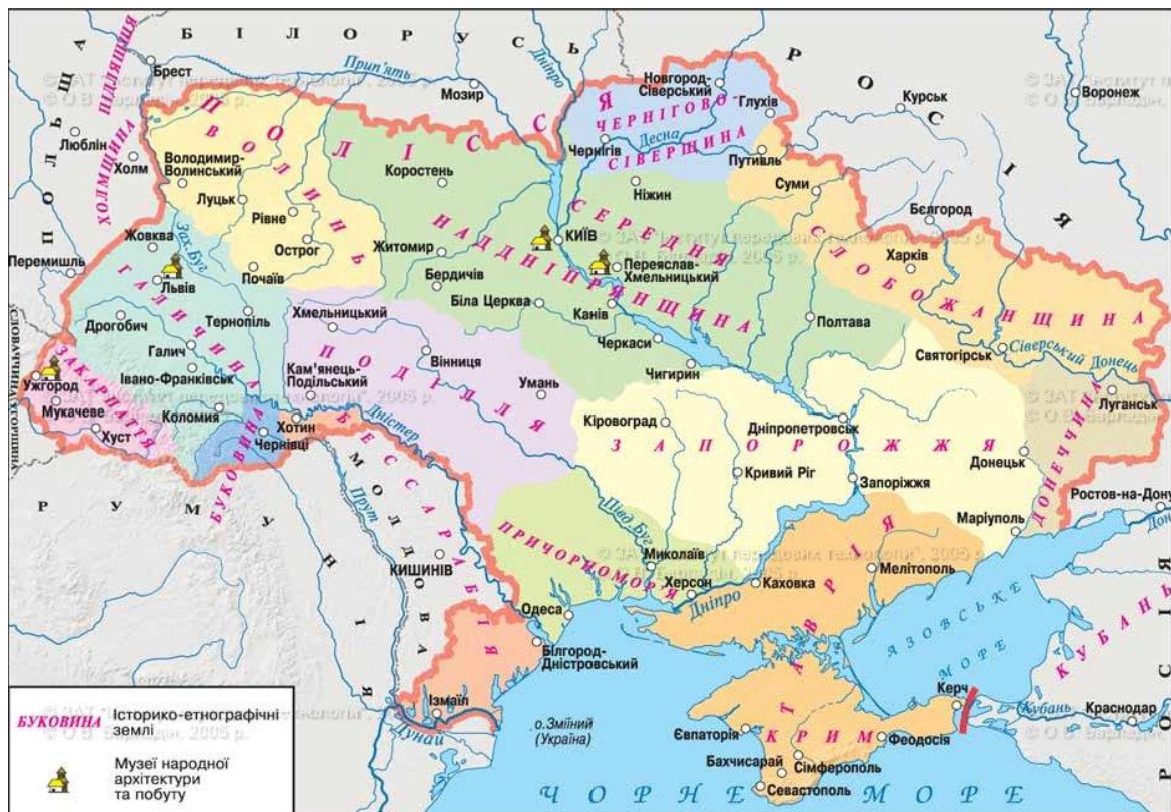 БІЛОРУСЬ
ПОЛЬЩА
РОСІЯ
ПІДЛЯШШЯ
ХОЛМЩИНА
ПОЛІССЯ
ВОЛИНЬ
ЧЕРНІГОВО-
СІВЕРЩИНА
СЕРЕДНЯ
НАДДНІПРЯНЩИНА
СЛОБОЖАНЩИНА
ГАЛИЧИНА
ЗАКАРПАТТЯ
БУКОВИНА
ПОДІЛЛЯ
БЕССАРАБІЯ
ЗАПОРОЖЖЯ
ДОНЕЧЧИНА
ПРИЧОРНОМОР'Я
ТАВРІЯ
КРИМ
КУБАНЬ
РУМУНІЯ
МОЛДОВА
РОСІЯ
Брест
Прип'ять
Мозир
Дніпро
Новгород-
Сіверський
Глухів
Курськ
Воронеж
Люблін
Холм
Володимир-
Волинський
Луцьк
Рівне
Острог
Почаїв
Коростень
Чернігів
Десна
Путивль
Ніжин
Суми
Бєлгород
Харків
Жовква
Зах.Буг
Перемишль
Львів
Житомир
Бердичів
КИЇВ
Переяслав-
Хмельницький
Біла Церква
Канів
Полтава
Черкаси
Чигирин
Святогірськ
Сіверський Донець
Луганськ
Дрогобич
Тернопіль
Галич
Івано-Франківськ
Коломия
Хмельницький
Кам'янець-
Подільський
Вінниця
Умань
Ужгород
Мукачеве
Хуст
Чернівці
Хотин
Дністер
Прут
Кіровоград
Дніпропетровськ
Кривий Ріг
Запоріжжя
Донецьк
Маріуполь
Ростов-на-Дону
Дон
КИШИНІВ
Півд.Буг
Миколаїв
Херсон
Каховка
Мелітополь
Дніпро
Одеса
Білгород-
Дністровський
Ізмаїл
Дунай
о.Зміїний
(Україна)
АЗОВСЬКЕ
МОРЕ
Керч
Кубань
Краснодар
Феодосія
Євпаторія
Сімферополь
Бахчисарай
Севастополь
ЧОРНЕ МОРЕ
БУКОВИНА
Історико-етнографічні
землі
Музеї народної
архітектури
та побуту